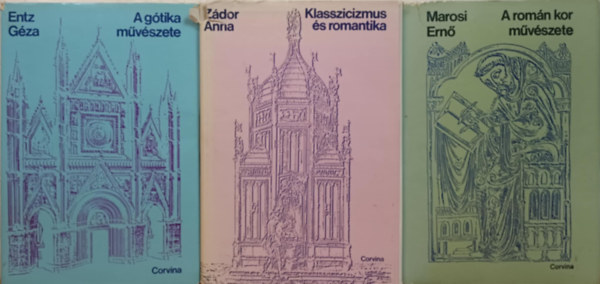 Entz
Géza
A gótika
művészete
Corvina
Zádor
Anna
Klasszicizmus
és romantika
Corvina
Marosi
Ernő
A román kor
művészete
Corvina